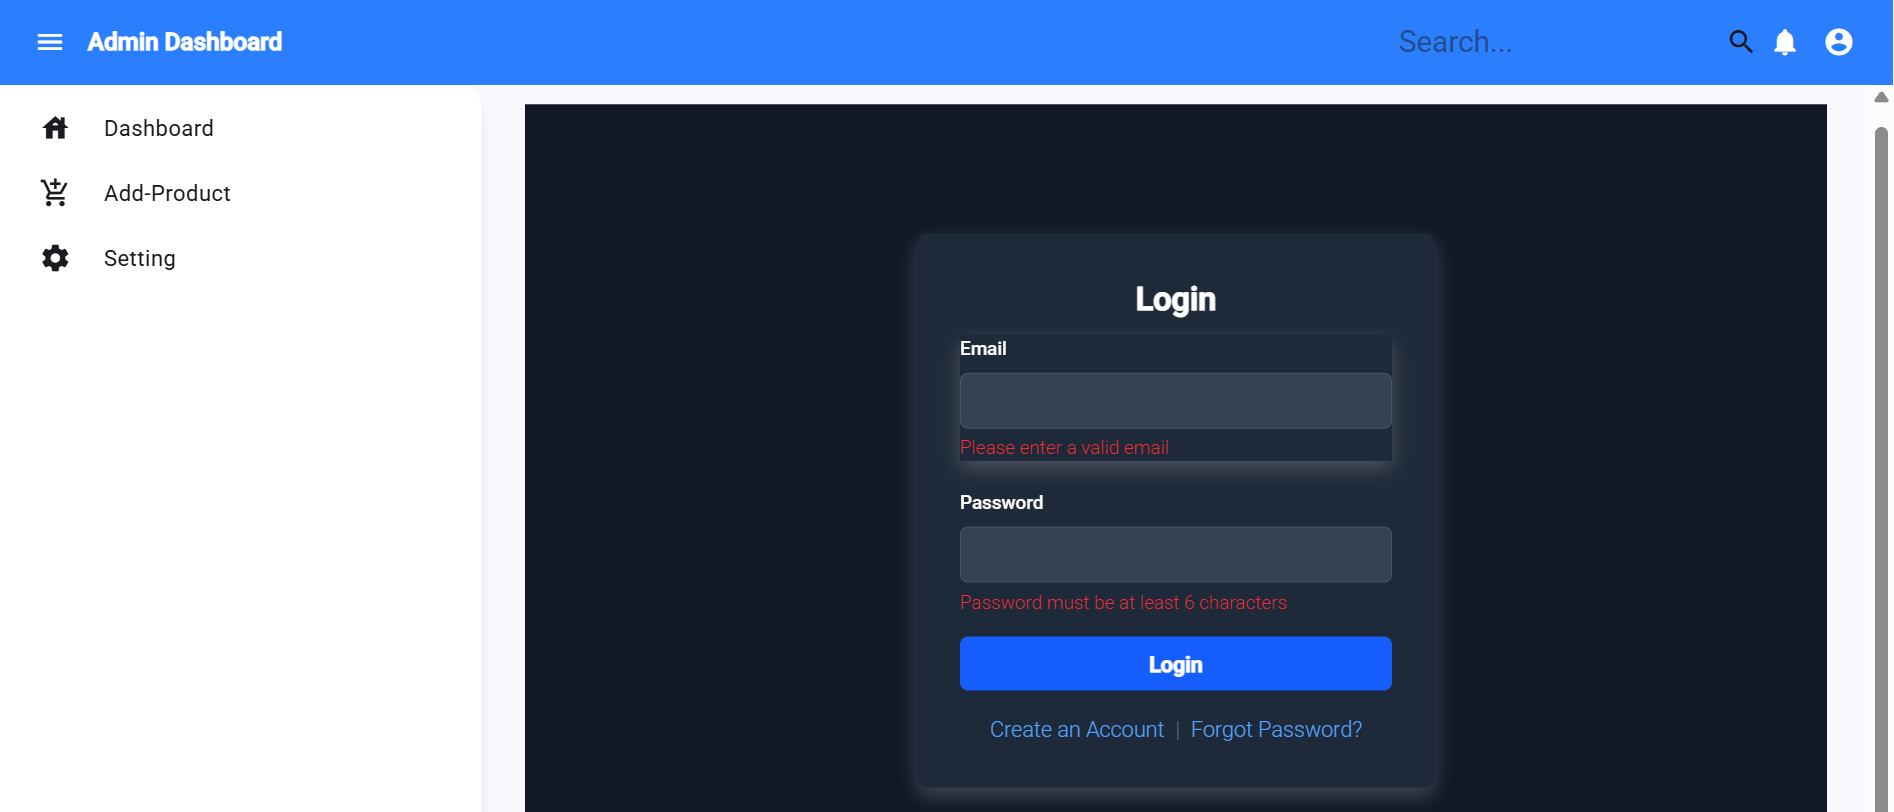 Admin Dashboard
Search...
Dashboard
Add-Product
Setting
Login
Email
Please enter a valid email
Password
Password must be at least 6 characters
Login
Create an Account | Forgot Password?